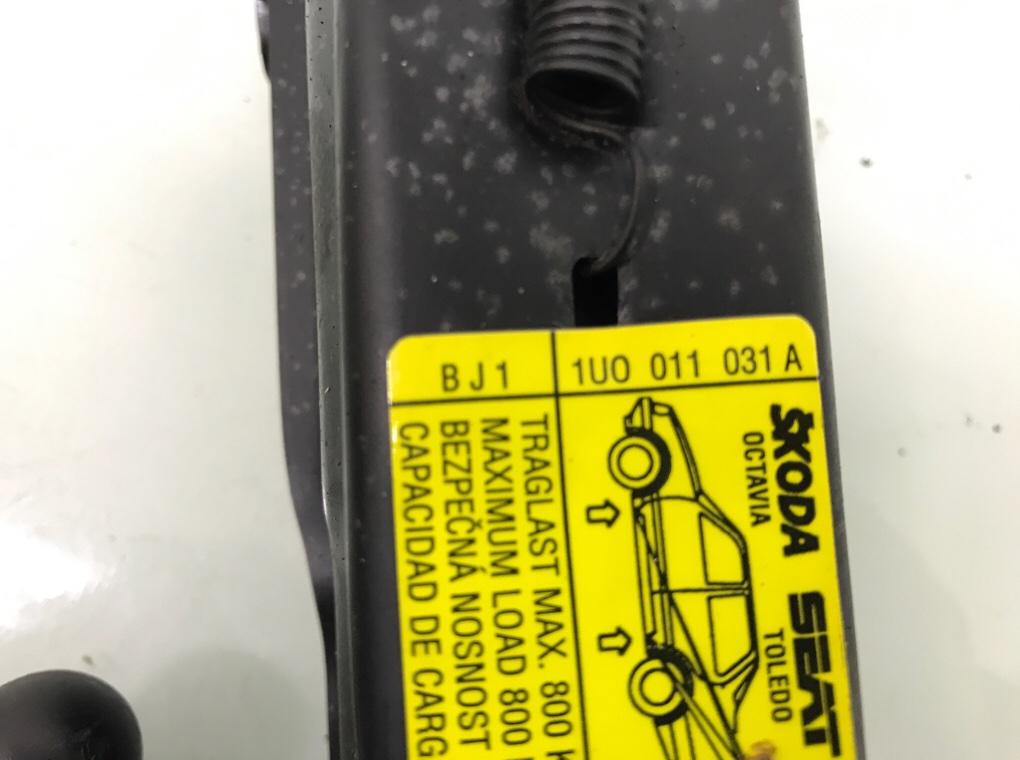 BJ1
1U0 011 031 A
ŠKODA
OCTAVIA
SEAT
TOLEDO
TRAGLAST MAX. 800 K
MAXIMUM LOAD 800
BEZPEČNÁ NOSNOST
CAPACIDAD DE CARG